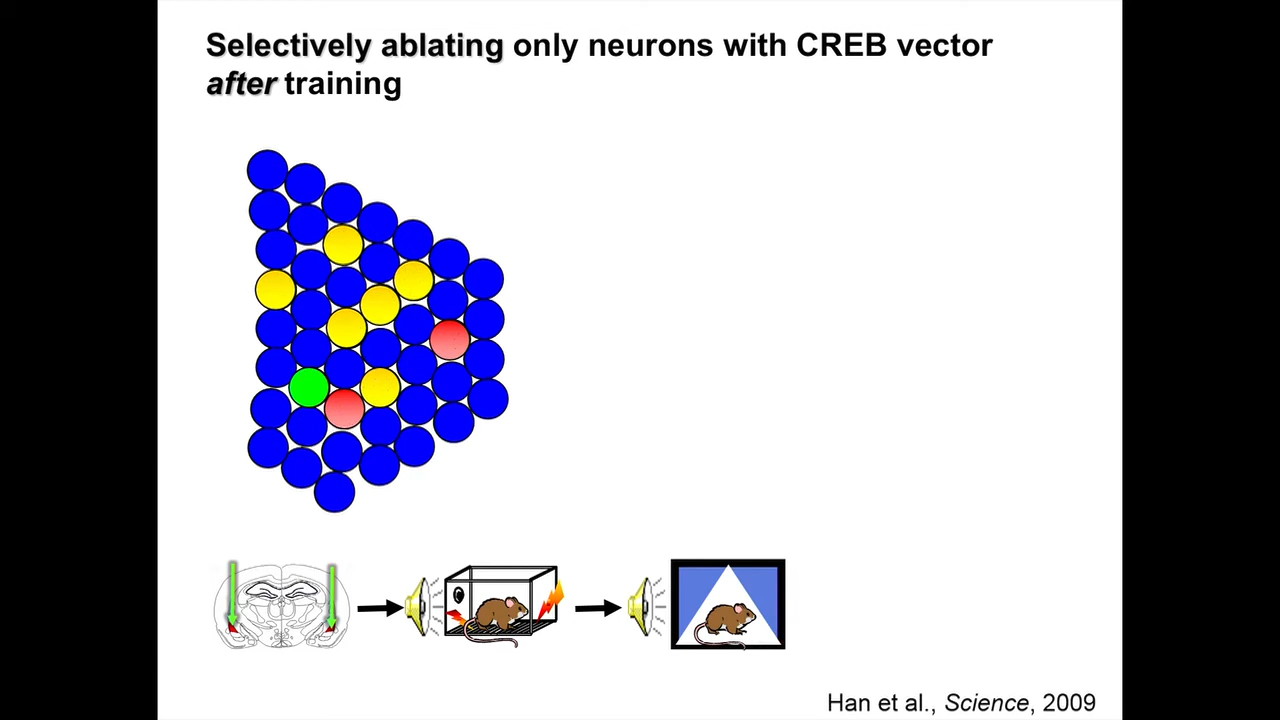 Selectively ablating only neurons with CREB vector
after training
Han et al., Science, 2009